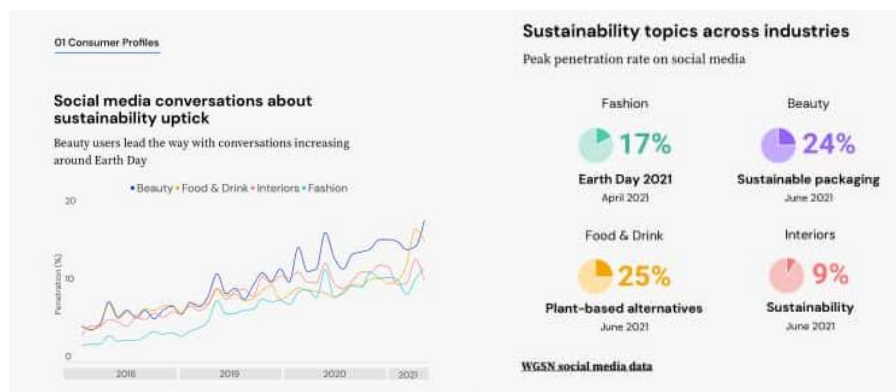 01 Consumer Profiles
Social media conversations about
sustainability uptick
Beauty users lead the way with conversations increasing
around Earth Day
•Beauty •Food & Drink •Interiors •Fashion
20
10
0
Penetration (%)
2018
2019
2020
2021
Sustainability topics across industries
Peak penetration rate on social media
Fashion
17%
Earth Day 2021
April 2021
Beauty
24%
Sustainable packaging
June 2021
Food & Drink
25%
Plant-based alternatives
June 2021
Interiors
9%
Sustainability
June 2021
WGSN social media data